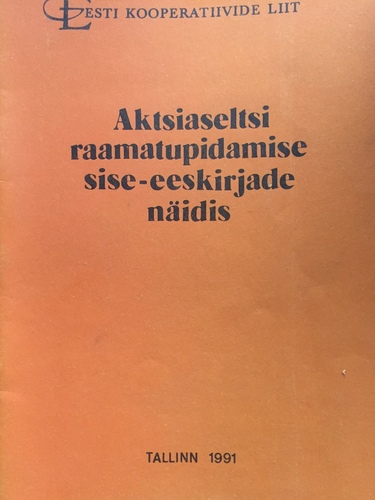 EESTI KOOPERATIIVIDE LIIT
Aktsiaseltsi
raamatupidamise
sise-eeskirjade
näidis
TALLINN 1991